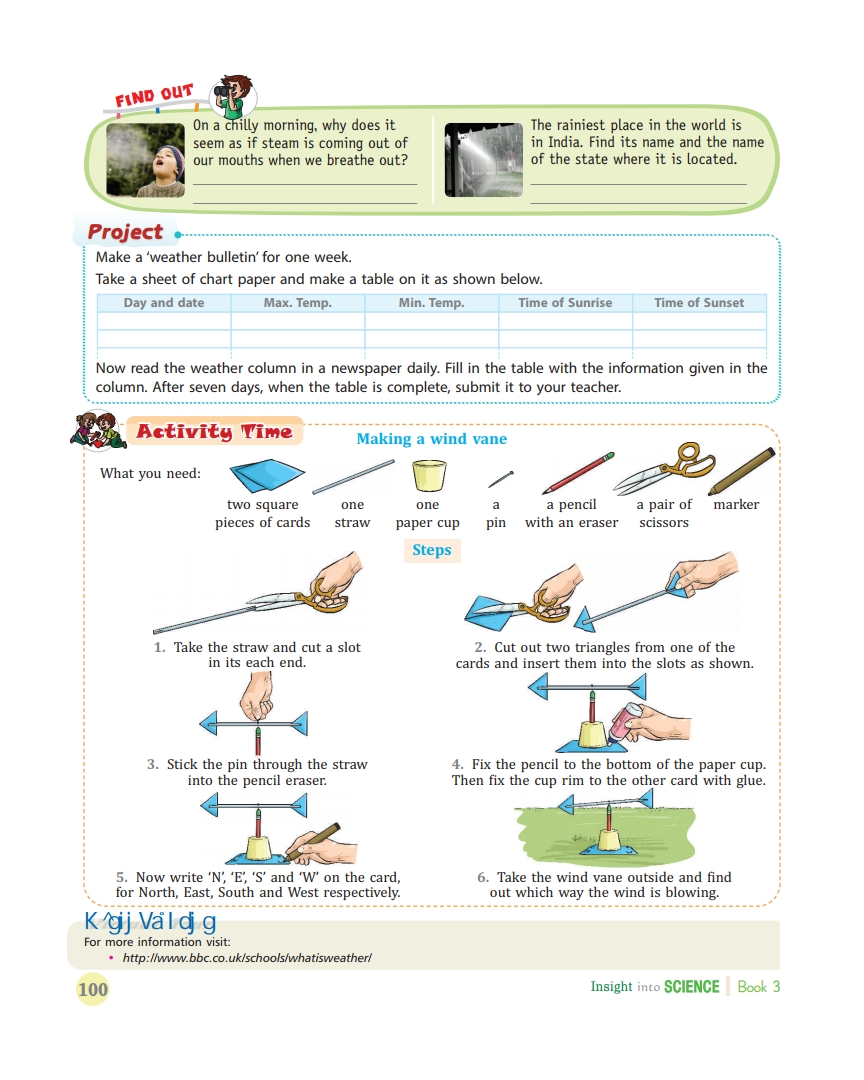 FIND OUT
On a chilly morning, why does it
seem as if steam is coming out of
our mouths when we breathe out?
The rainiest place in the world is
in India. Find its name and the name
of the state where it is located.
Project
Make a ‘weather bulletin’ for one week.
Take a sheet of chart paper and make a table on it as shown below.
Day and date Max. Temp. Min. Temp. Time of Sunrise Time of Sunset
Now read the weather column in a newspaper daily. Fill in the table with the information given in the
column. After seven days, when the table is complete, submit it to your teacher.
Activity Time
Making a wind vane
What you need:
two square one one a a pencil a pair of marker
pieces of cards straw paper cup pin with an eraser scissors
Steps
1. Take the straw and cut a slot
in its each end.
2. Cut out two triangles from one of the
cards and insert them into the slots as shown.
3. Stick the pin through the straw
into the pencil eraser.
4. Fix the pencil to the bottom of the paper cup.
Then fix the cup rim to the other card with glue.
5. Now write ‘N’, ‘E’, ‘S’ and ‘W’ on the card,
for North, East, South and West respectively.
6. Take the wind vane outside and find
out which way the wind is blowing.
For more information visit:
• http://www.bbc.co.uk/schools/whatisweather/
100
Insight into SCIENCE Book 3